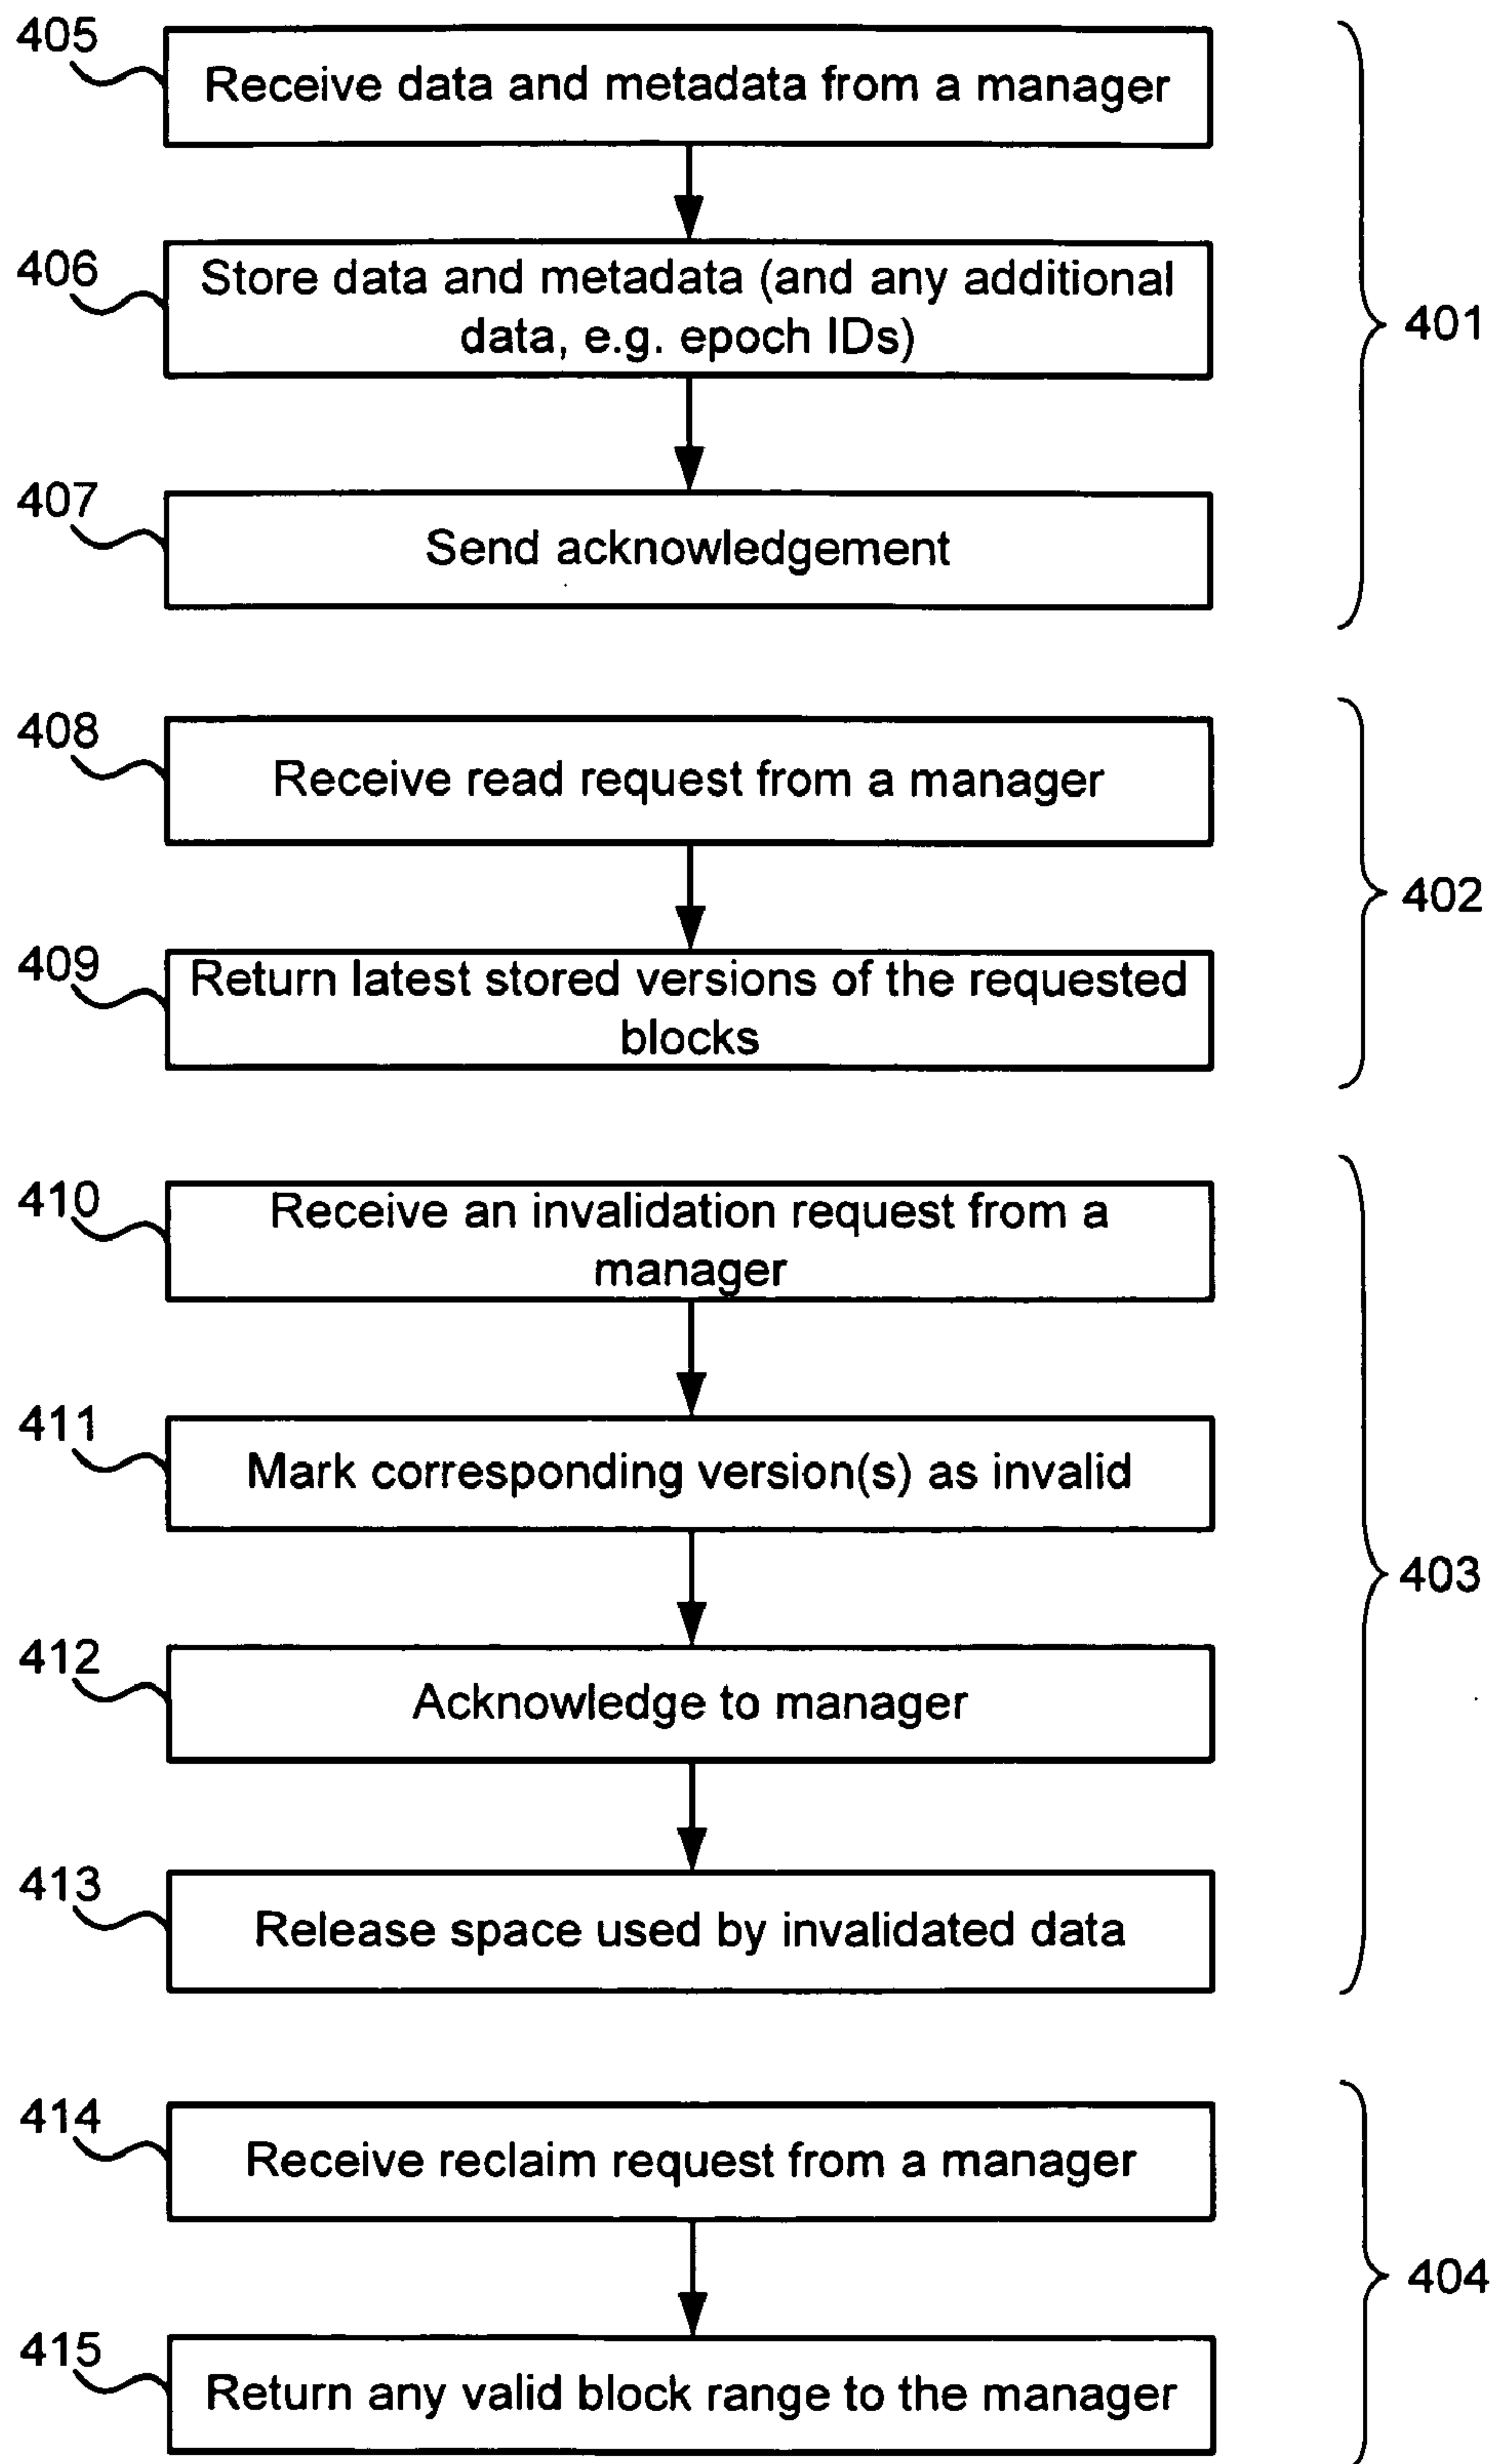 405
Receive data and metadata from a manager
406
Store data and metadata (and any additional
data, e.g. epoch IDs)
401
407
Send acknowledgement
408
Receive read request from a manager
402
409
Return latest stored versions of the requested
blocks
410
Receive an invalidation request from a
manager
411
Mark corresponding version(s) as invalid
403
412
Acknowledge to manager
413
Release space used by invalidated data
414
Receive reclaim request from a manager
404
415
Return any valid block range to the manager